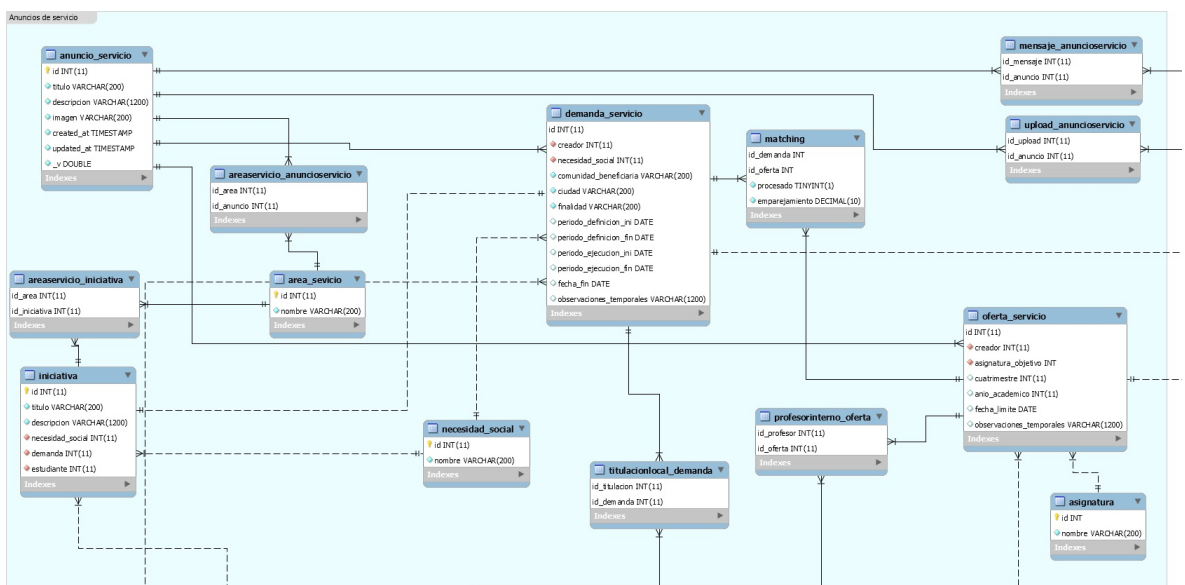 Anuncios de servicio
anuncio_servicio
id INT(11)
titulo VARCHAR(200)
descripcion VARCHAR(1200)
imagen VARCHAR(200)
created_at TIMESTAMP
updated_at TIMESTAMP
_v DOUBLE
Indexes
mensaje_anuncioservicio
id_mensaje INT(11)
id_anuncio INT(11)
Indexes
demanda_servicio
id INT(11)
creador INT(11)
necesidad_social INT(11)
comunidad_beneficiaria VARCHAR(200)
ciudad VARCHAR(200)
finalidad VARCHAR(200)
periodo_definicion_ini DATE
periodo_definicion_fin DATE
periodo_ejecucion_ini DATE
periodo_ejecucion_fin DATE
fecha_fin DATE
observaciones_temporales VARCHAR(1200)
Indexes
upload_anuncioservicio
id_upload INT(11)
id_anuncio INT(11)
Indexes
matching
id_demanda INT
id_oferta INT
procesado TINYINT(1)
emparejamiento DECIMAL(10)
Indexes
areaservicio_anuncioservicio
id_area INT(11)
id_anuncio INT(11)
Indexes
areaservicio_iniciativa
id_area INT(11)
id_iniciativa INT(11)
Indexes
area_sevicio
id INT(11)
nombre VARCHAR(200)
Indexes
oferta_servicio
id INT(11)
creador INT(11)
asignatura_objetivo INT
cuatrimestre INT(11)
anio_academico INT(11)
fecha_limite DATE
observaciones_temporales VARCHAR(1200)
Indexes
iniciativa
id INT(11)
titulo VARCHAR(200)
descripcion VARCHAR(1200)
necesidad_social INT(11)
demanda INT(11)
estudiante INT(11)
Indexes
necesidad_social
id INT(11)
nombre VARCHAR(200)
Indexes
profesorinterno_oferta
id_profesor INT(11)
id_oferta INT(11)
Indexes
titulacionlocal_demanda
id_titulacion INT(11)
id_demanda INT(11)
Indexes
asignatura
id INT
nombre VARCHAR(200)
Indexes